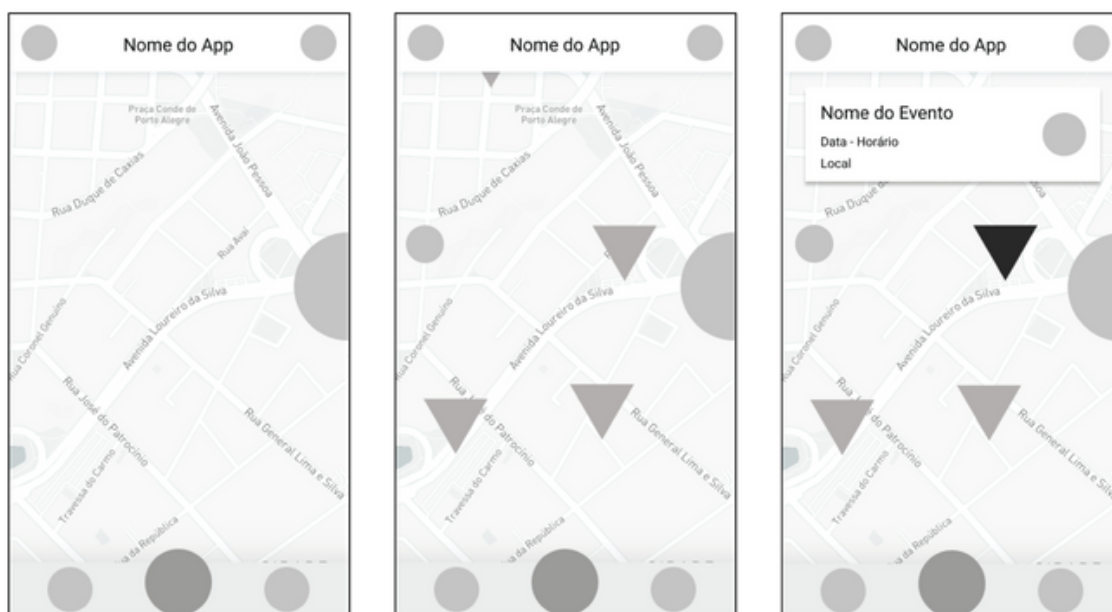 Nome do App
Praça Conde de
Porto Alegre
Avenida João Pessoa
Rua Duque de Caxias
Rua Avaí
Avenida Loureiro da Silva
Rua Coronel Genuíno
Rua José do Patrocínio
Rua General Lima e Silva
Travessa do Carmo
da República
Nome do App
Praça Conde de
Porto Alegre
Avenida João Pessoa
Rua Duque de Caxias
Avenida Loureiro da Silva
Rua Coronel Genuíno
Rua José do Patrocínio
Rua General Lima e Silva
Travessa do Carmo
da República
Nome do App
Nome do Evento
Data - Horário
Local
Pessoa
Rua Duque de
Avenida Loureiro da Silva
Rua Coronel Genuíno
do Patrocínio
Rua General Lima e Silva
Travessa do Carmo
da República